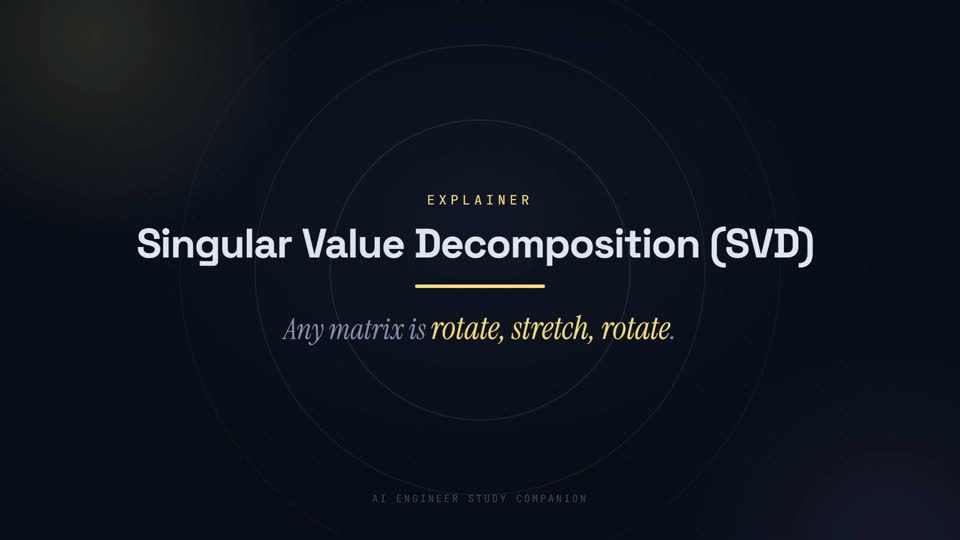 EXPLAINER
Singular Value Decomposition (SVD)
Any matrix is rotate, stretch, rotate.
AI ENGINEER STUDY COMPANION